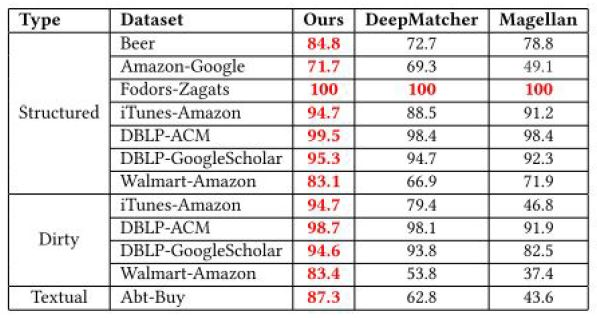 Type Dataset Ours DeepMatcher Magellan
Beer 84.8 72.7 78.8
Amazon-Google 71.7 69.3 49.1
Fodors-Zagats 100 100 100
Structured iTunes-Amazon 94.7 88.5 91.2
DBLP-ACM 99.5 98.4 98.4
DBLP-GoogleScholar 95.3 94.7 92.3
Walmart-Amazon 83.1 66.9 71.9
iTunes-Amazon 94.7 79.4 46.8
Dirty DBLP-ACM 98.7 98.1 91.9
DBLP-GoogleScholar 94.6 93.8 82.5
Walmart-Amazon 83.4 53.8 37.4
Textual Abt-Buy 87.3 62.8 43.6